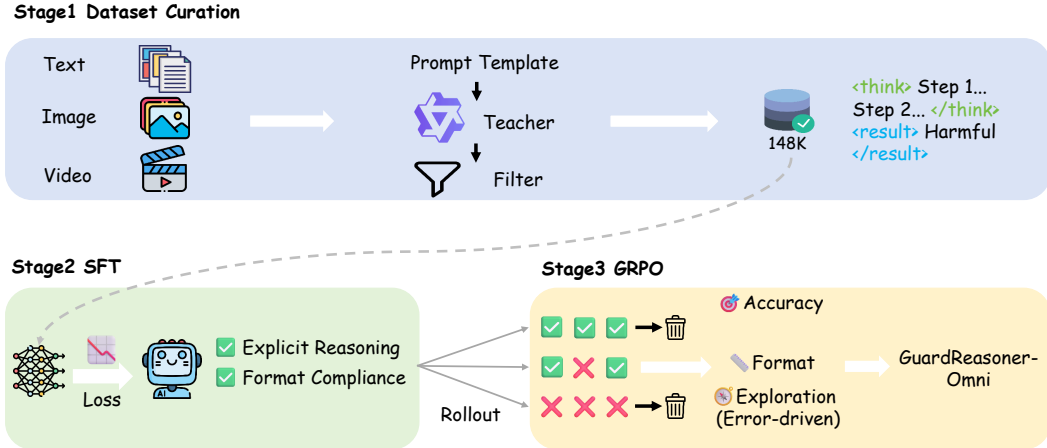 Stage1 Dataset Curation
Text
Image
Video
Prompt Template
Teacher
Filter
148K
<think> Step 1...
Step 2... </think>
<result> Harmful
</result>
Stage2 SFT
Loss
AI
Explicit Reasoning
Format Compliance
Rollout
Stage3 GRPO
Accuracy
Format
Exploration
(Error-driven)
GuardReasoner-
Omni